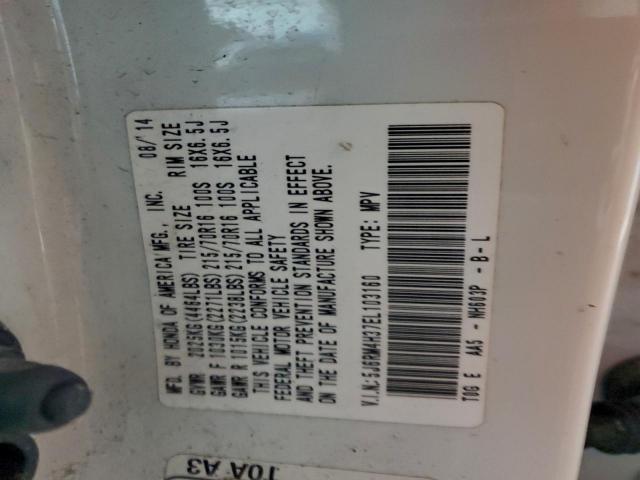 MFG. BY HONDA OF AMERICA MFG., INC. 08/14
GVWR 2025KG(4464LBS) TIRE SIZE RIM SIZE
GAWR F 1030KG(2271LBS) 215/70R16 100S 16X6.5J
GAWR R 1015KG(2238LBS) 215/70R16 100S 16X6.5J
THIS VEHICLE CONFORMS TO ALL APPLICABLE
FEDERAL MOTOR VEHICLE SAFETY
AND THEFT PREVENTION STANDARDS IN EFFECT
ON THE DATE OF MANUFACTURE SHOWN ABOVE.
V.I.N.: 5J6RM4H37EL103160 TYPE: MPV
T0G E AA5 - NH603P - B - L
T0A A3